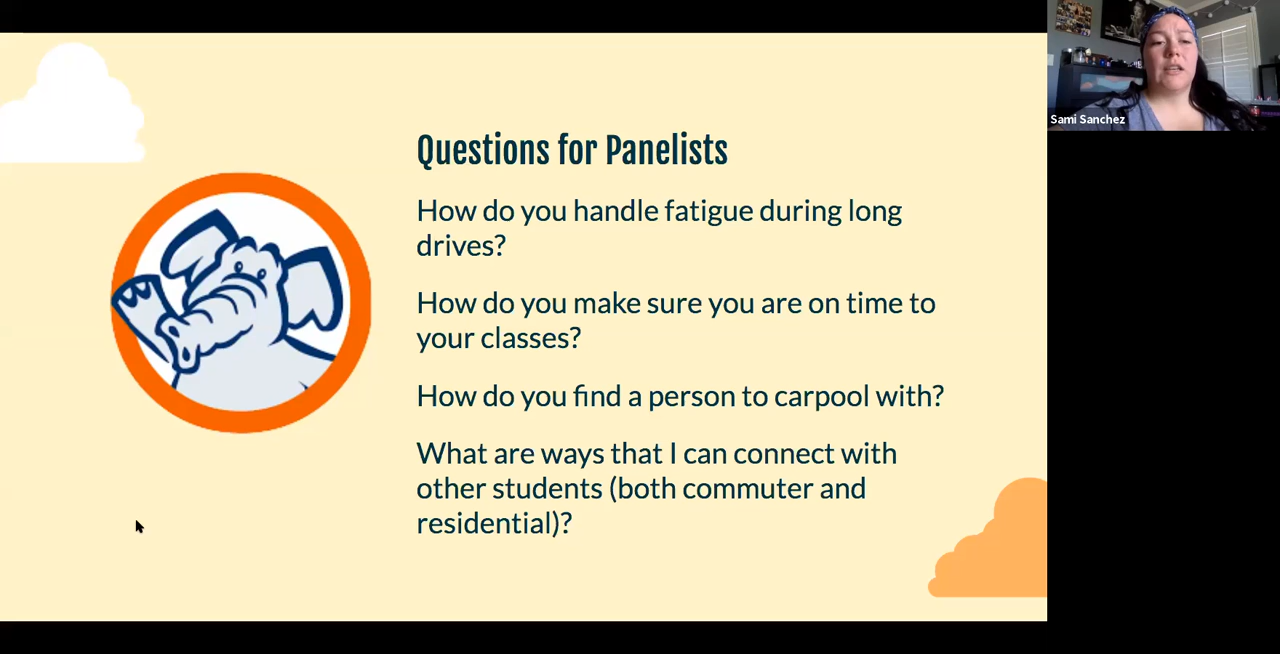 Questions for Panelists
How do you handle fatigue during long
drives?
How do you make sure you are on time to
your classes?
How do you find a person to carpool with?
What are ways that I can connect with
other students (both commuter and
residential)?
Sami Sanchez